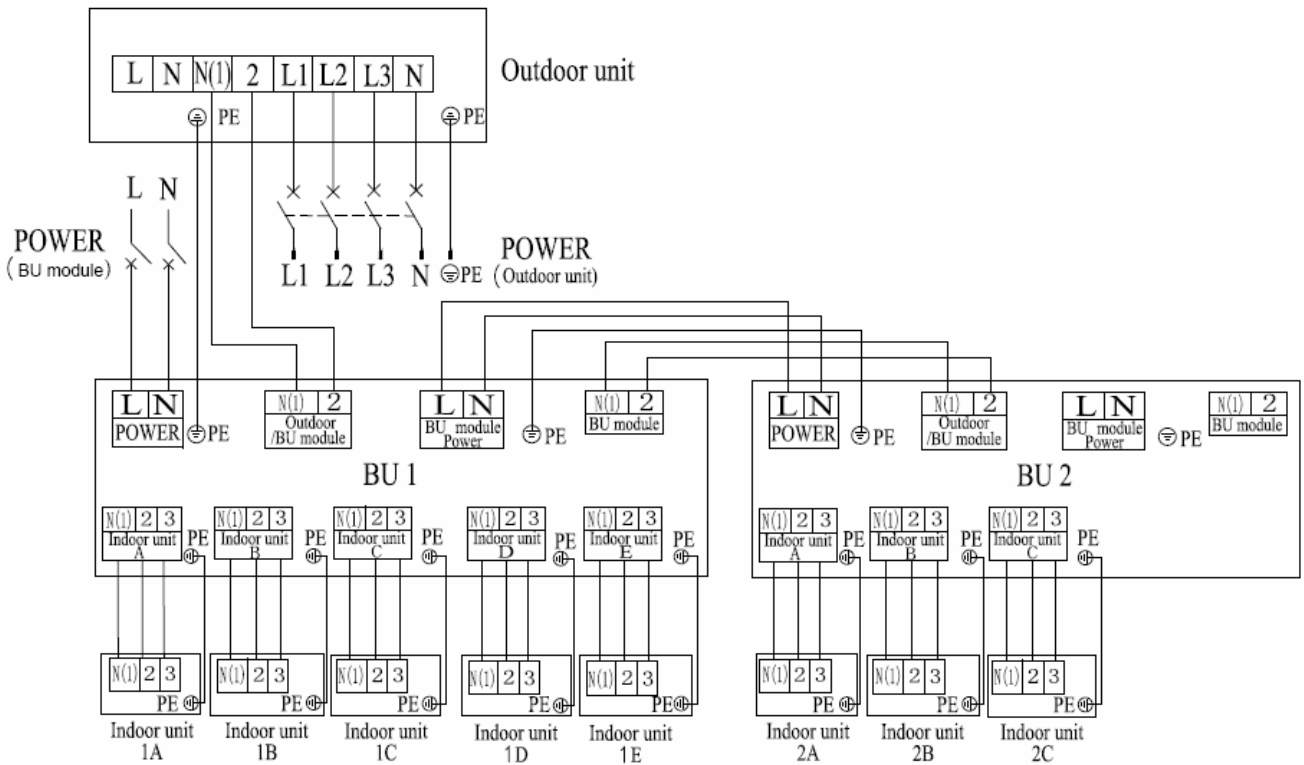 L N N(1) 2 L1 L2 L3 N
Outdoor unit
PE
PE
L N
POWER
( BU module)
L1 L2 L3 N PE
POWER
(Outdoor unit)
L N
POWER
PE
N(1) 2
Outdoor
/BU module
L N
BU module
Power
PE
N(1) 2
BU module
L N
POWER
PE
N(1) 2
Outdoor
/BU module
L N
BU module
Power
PE
N(1) 2
BU module
BU 1
BU 2
N(1) 2 3
Indoor unit
A
PE
N(1) 2 3
Indoor unit
B
PE
N(1) 2 3
Indoor unit
C
PE
N(1) 2 3
Indoor unit
D
PE
N(1) 2 3
Indoor unit
E
PE
N(1) 2 3
Indoor unit
A
PE
N(1) 2 3
Indoor unit
B
PE
N(1) 2 3
Indoor unit
C
PE
N(1) 2 3
PE
Indoor unit
1A
N(1) 2 3
PE
Indoor unit
1B
N(1) 2 3
PE
Indoor unit
1C
N(1) 2 3
PE
Indoor unit
1D
N(1) 2 3
PE
Indoor unit
1E
N(1) 2 3
PE
Indoor unit
2A
N(1) 2 3
PE
Indoor unit
2B
N(1) 2 3
PE
Indoor unit
2C